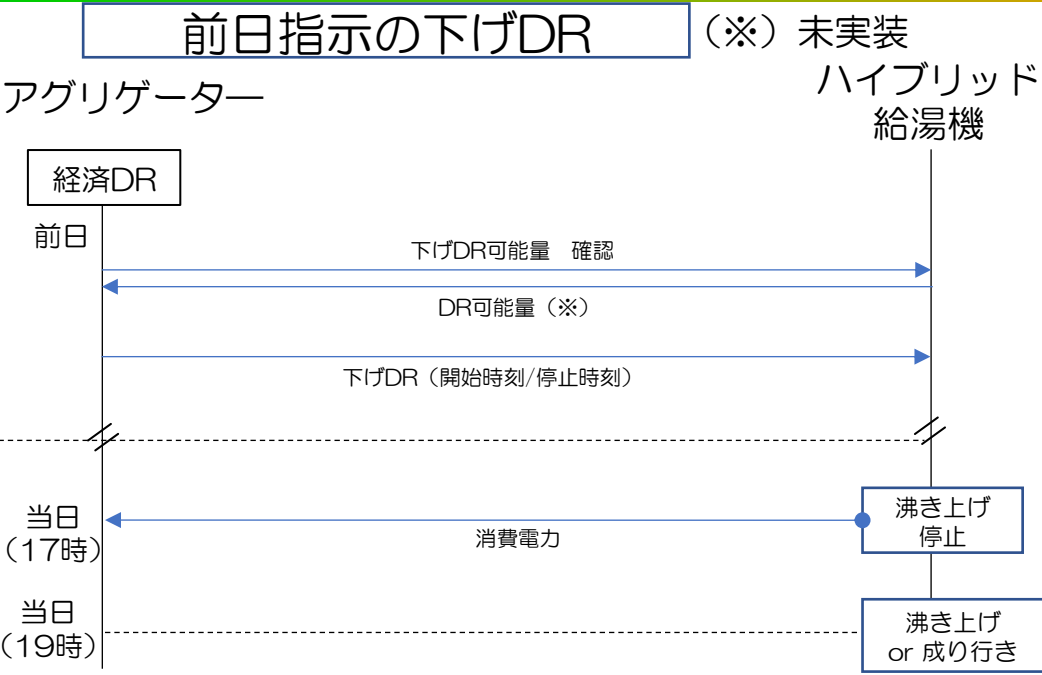 前日指示の下げDR
（※）未実装
アグリゲーター
ハイブリッド
給湯機
経済DR
前日
下げDR可能量　確認
DR可能量（※）
下げDR（開始時刻/停止時刻）
当日
（17時）
消費電力
沸き上げ
停止
当日
（19時）
沸き上げ
or 成り行き